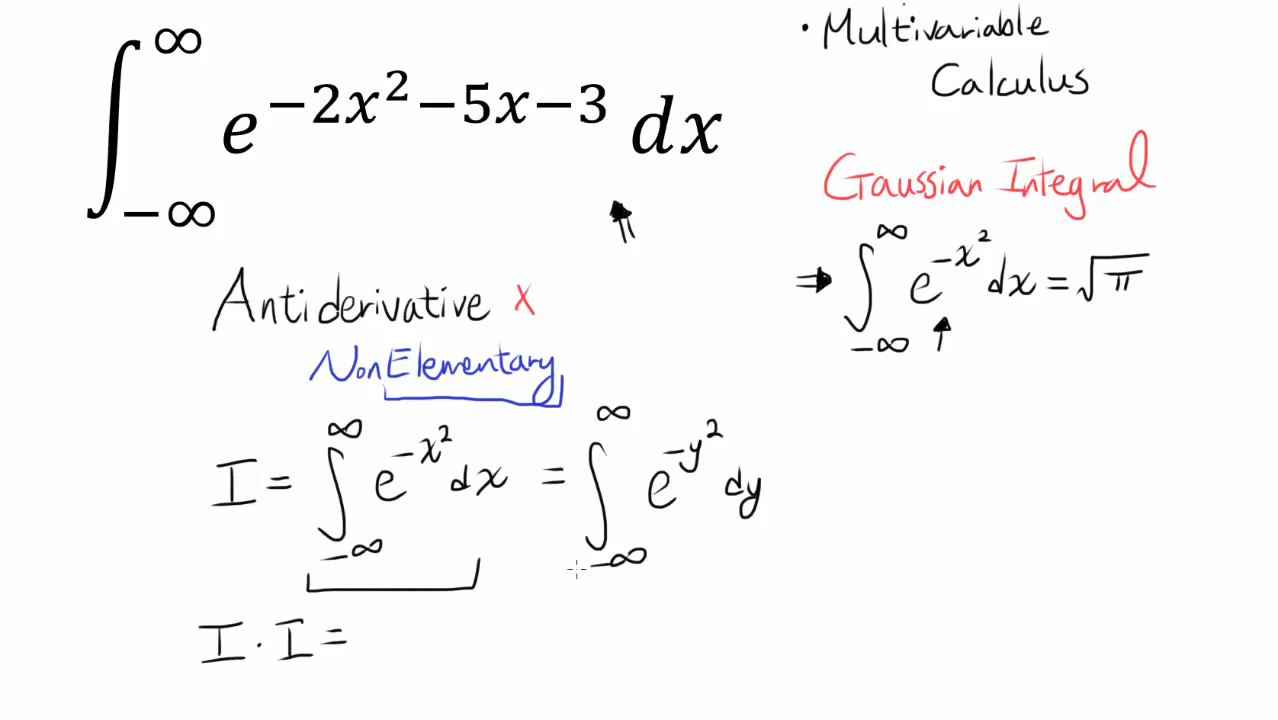 ∫_{-∞}^{∞} e^{-2x²-5x-3} dx
• Multivariable
Calculus
Gaussian Integral
⇒ ∫_{-∞}^{∞} e^{-x²} dx = √π
Antiderivative x
NonElementary
I = ∫_{-∞}^{∞} e^{-x²} dx = ∫_{-∞}^{∞} e^{-y²} dy
I · I =